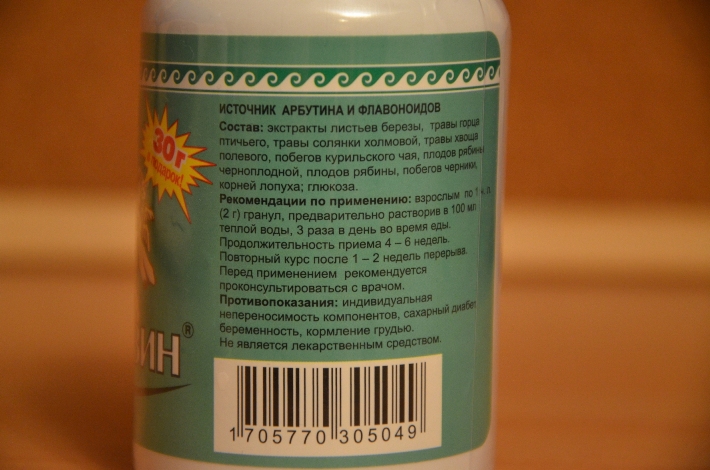 ИСТОЧНИК АРБУТИНА И ФЛАВОНОИДОВ
Состав: экстракты листьев березы, травы горца
птичьего, травы солянки холмовой, травы хвоща
полевого, побегов курильского чая, плодов рябины
черноплодной, плодов рябины, побегов черники,
корней лопуха; глюкоза.
Рекомендации по применению: взрослым по 1 ч. л.
(2 г) гранул, предварительно растворив в 100 мл
теплой воды, 3 раза в день во время еды.
Продолжительность приема 4 – 6 недель.
Повторный курс после 1 – 2 недель перерыва.
Перед применением рекомендуется
проконсультироваться с врачом.
Противопоказания: индивидуальная
непереносимость компонентов, сахарный диабет,
беременность, кормление грудью.
Не является лекарственным средством.
30 г
подарок!
ИН®
1 705770 305049